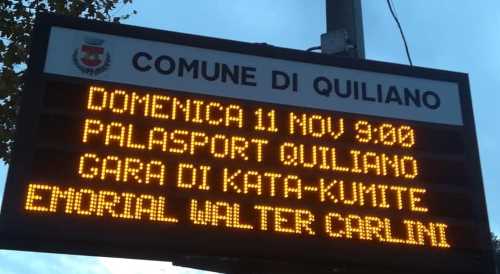 COMUNE DI QUILIANO
DOMENICA 11 NOV 9:00
PALASPORT QUILIANO
GARA DI KATA-KUMITE
EMORIAL WALTER CARLINI